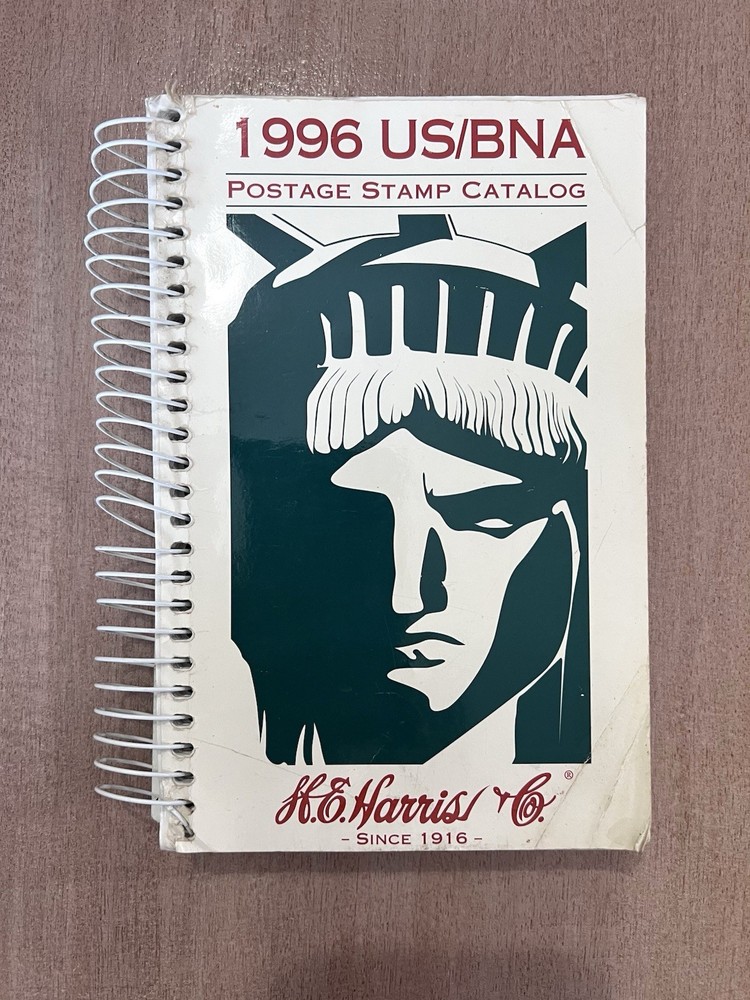 1996 US/BNA
POSTAGE STAMP CATALOG
H.E. Harris & Co. ®
- SINCE 1916 -